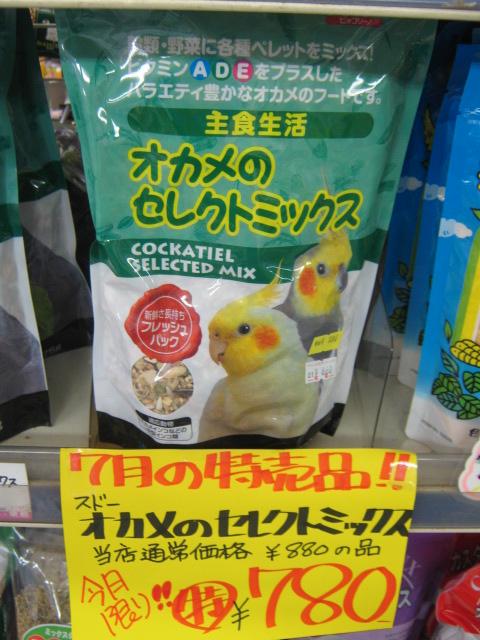 穀類・野菜に各種ペレットをミックス!
ビタミンADEをプラスした
バラエティ豊かなオカメのフードです。
主食生活
オカメの
セレクトミックス
COCKATIEL
SELECTED MIX
新鮮さ長持ち
フレッシュ
パック
7月の特売品!!
スドー
オカメのセレクトミックス
当店通常価格 ¥880の品
今日
限り!!
特 ¥780